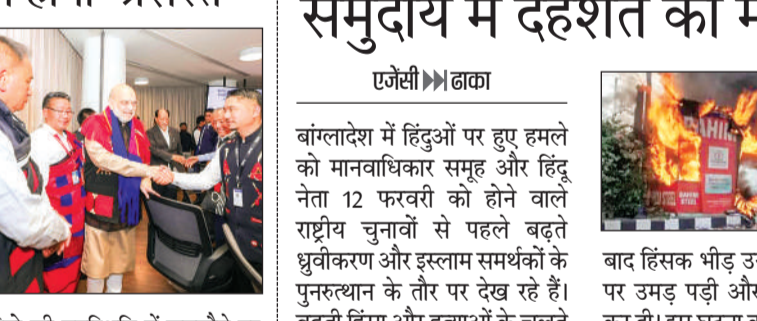 समुदाय में दहशत का
एजेंसी ढाका
बांग्लादेश में हिंदुओं पर हुए हमले
को मानवाधिकार समूह और हिंदू
नेता 12 फरवरी को होने वाले
राष्ट्रीय चुनावों से पहले बढ़ते
ध्रुवीकरण और इस्लाम समर्थकों के
पुनरुत्थान के तौर पर देख रहे हैं।
बाद हिंसक भीड़
पर उमड़ पड़ी